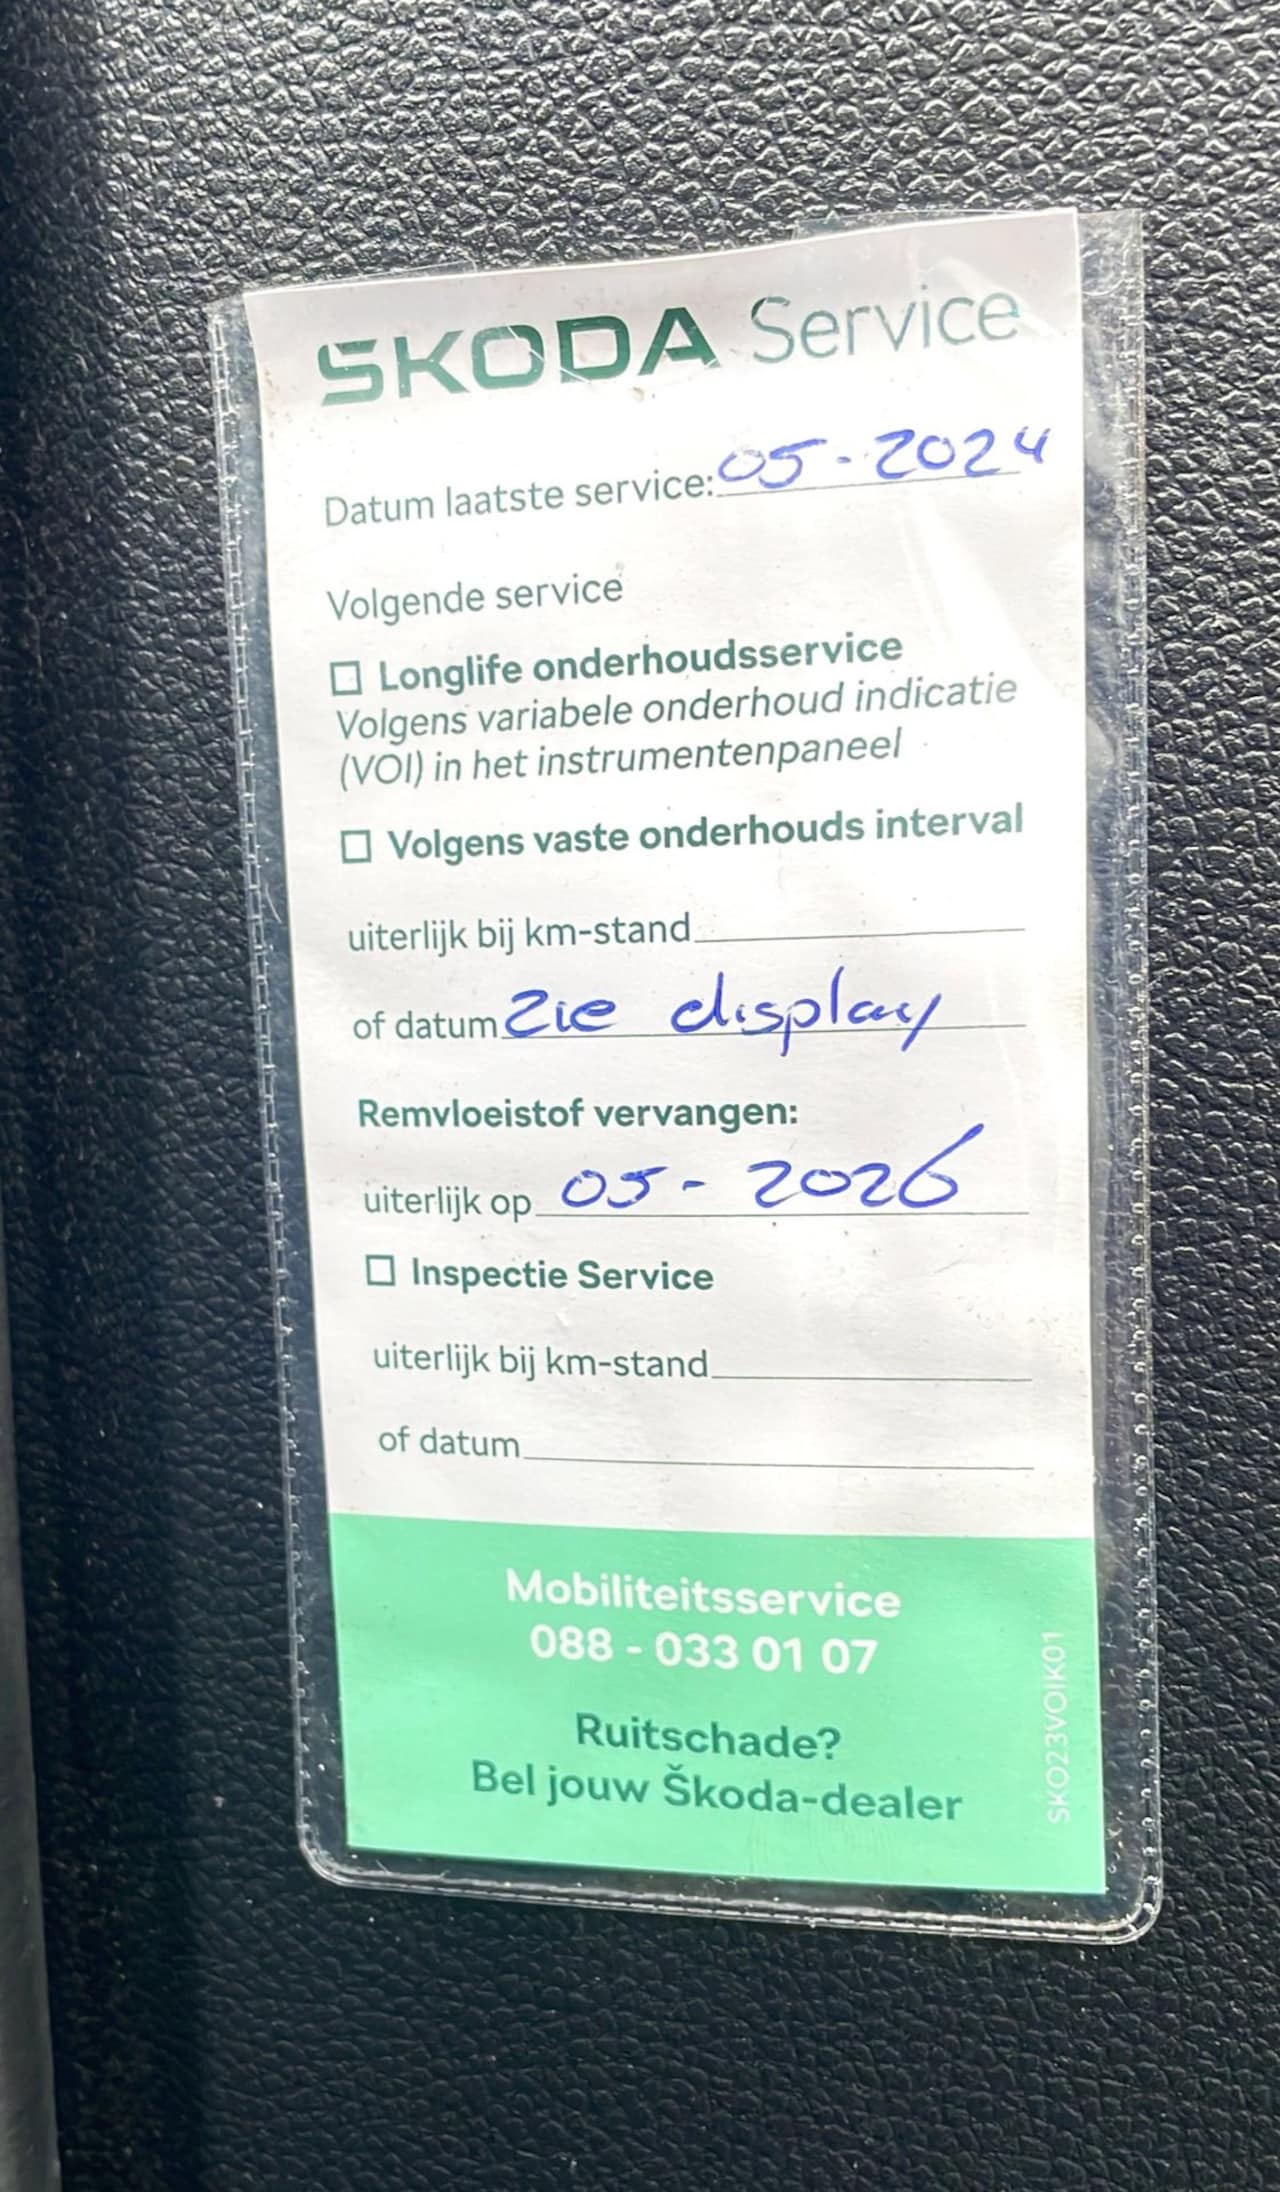 SKODA Service
Datum laatste service: 05-2024
Volgende service
☐ Longlife onderhoudsservice
Volgens variabele onderhoud indicatie
(VOI) in het instrumentenpaneel
☐ Volgens vaste onderhouds interval
uiterlijk bij km-stand
of datum Zie display
Remvloeistof vervangen:
uiterlijk op 05-2026
☐ Inspectie Service
uiterlijk bij km-stand
of datum
Mobiliteitsservice
088 - 033 01 07
Ruitschade?
Bel jouw Škoda-dealer
SKO23VOIK01